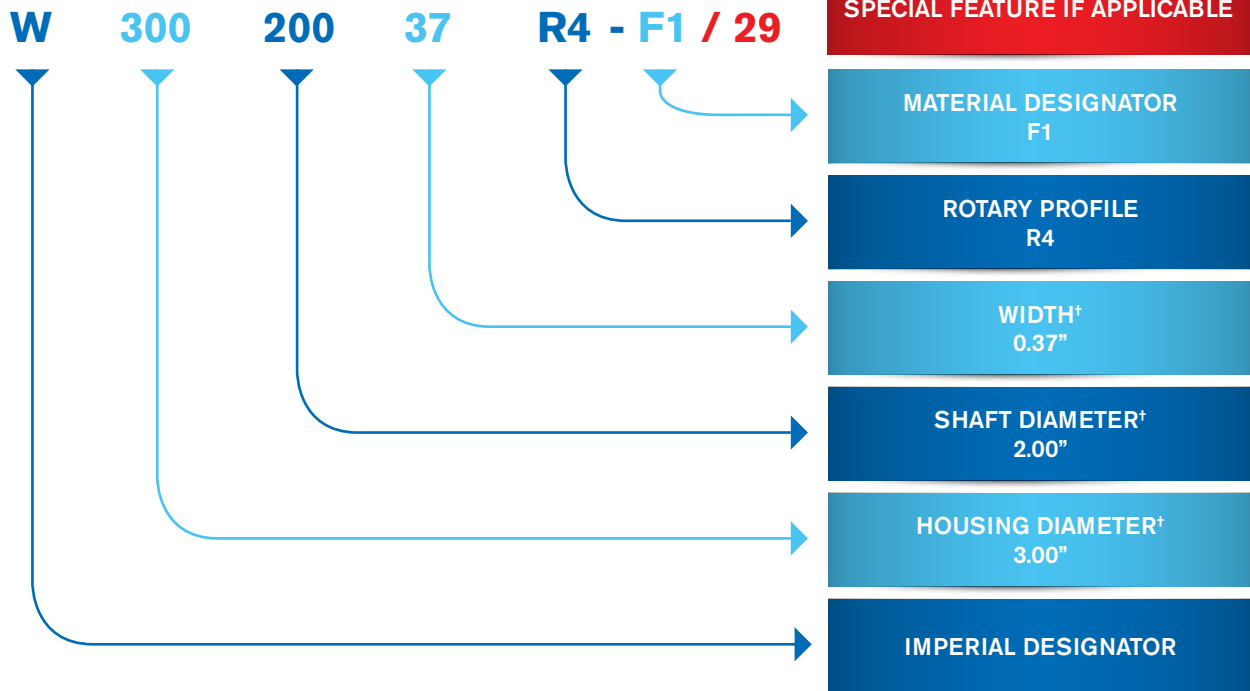 W 300 200 37 R4 - F1 / 29
SPECIAL FEATURE IF APPLICABLE
MATERIAL DESIGNATOR
F1
ROTARY PROFILE
R4
WIDTH†
0.37”
SHAFT DIAMETER†
2.00”
HOUSING DIAMETER†
3.00”
IMPERIAL DESIGNATOR